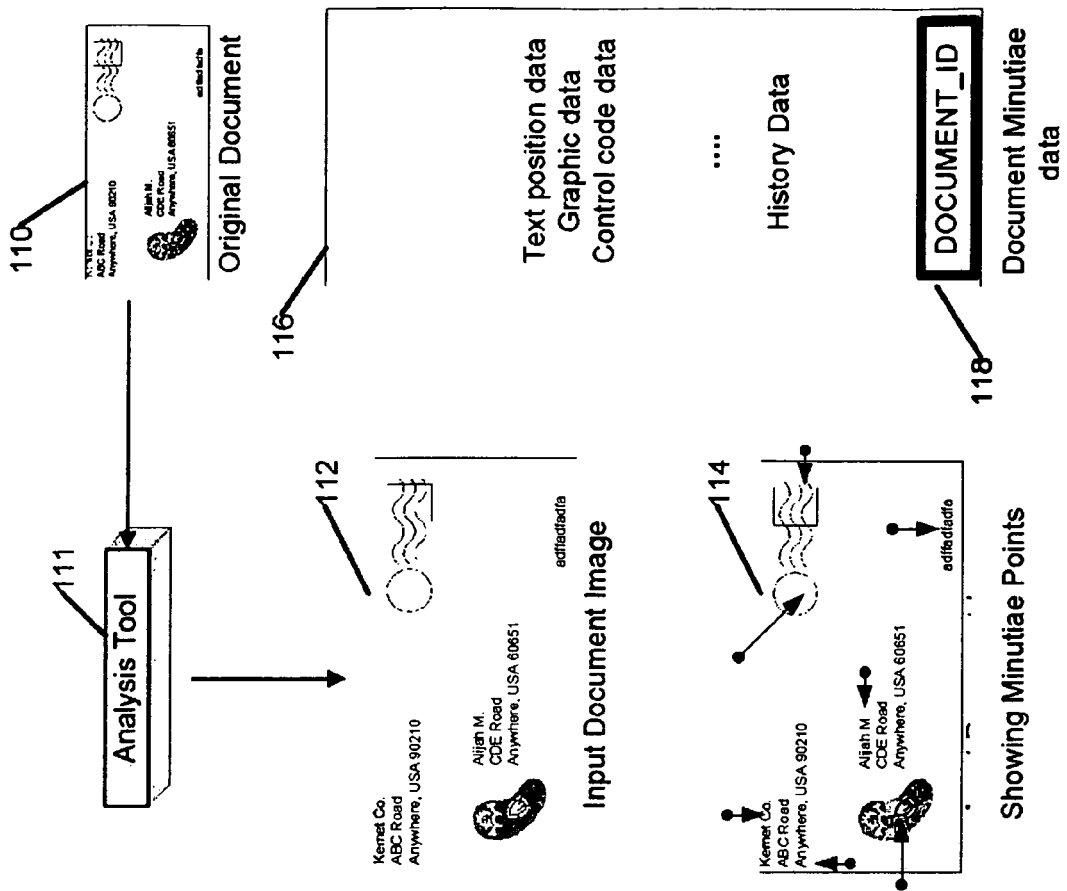 110
111
Analysis Tool
ABC Road
Anywhere, USA 90210
Alijah M.
CDE Road
Anywhere, USA 60651
Original Document
112
Kemet Co.
ABC Road
Anywhere, USA 90210
Alijah M.
CDE Road
Anywhere, USA 60651
Input Document Image
114
Kemet Co.
ABC Road
Anywhere, USA 90210
Alijah M
CDE Road
Anywhere, USA 60651
Showing Minutiae Points
116
Text position data
Graphic data
Control code data
....
History Data
118
DOCUMENT_ID
Document Minutiae
data